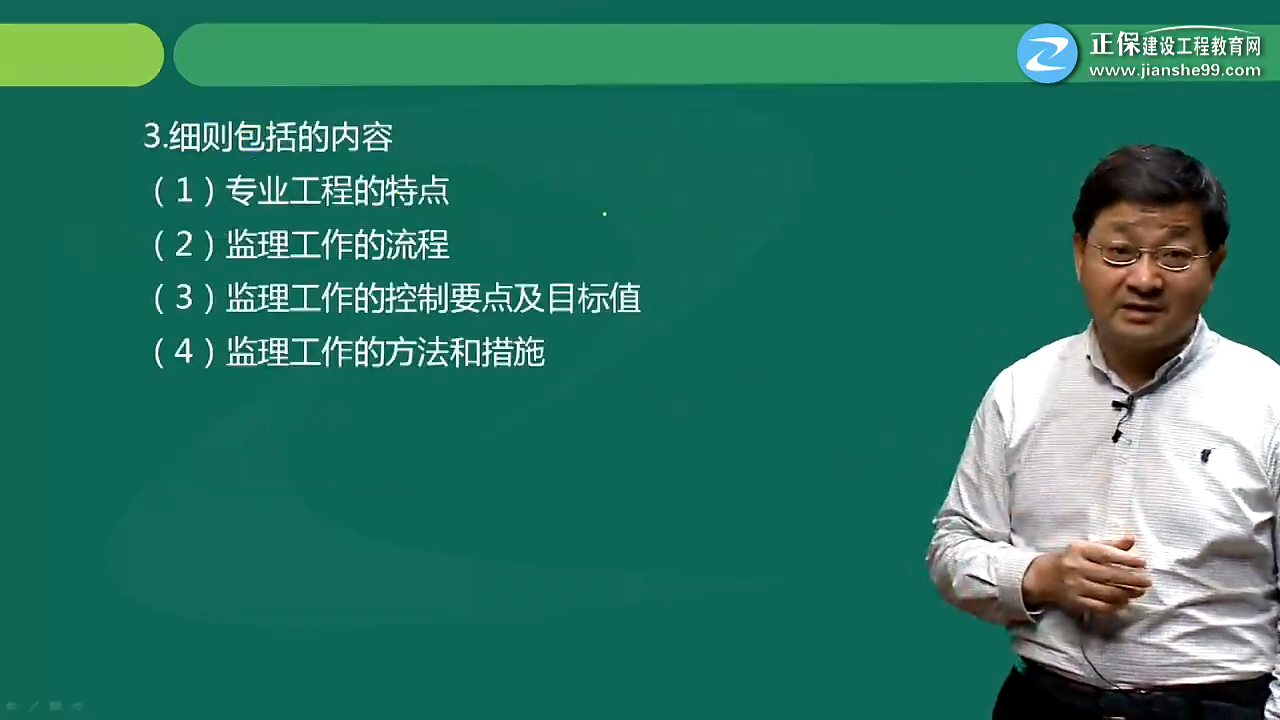 正保建设工程教育网
www.jianshe99.com
3.细则包括的内容
（1）专业工程的特点
（2）监理工作的流程
（3）监理工作的控制要点及目标值
（4）监理工作的方法和措施